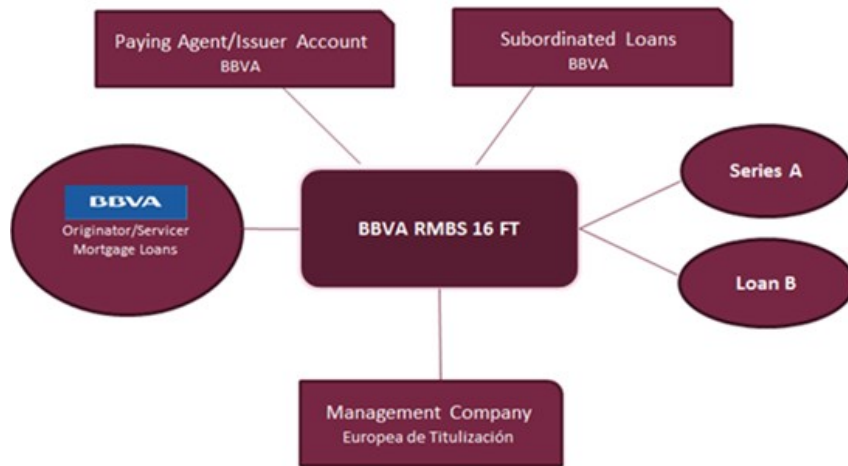 Paying Agent/Issuer Account
BBVA
Subordinated Loans
BBVA
BBVA
Originator/Servicer
Mortgage Loans
BBVA RMBS 16 FT
Series A
Loan B
Management Company
Europea de Titulización